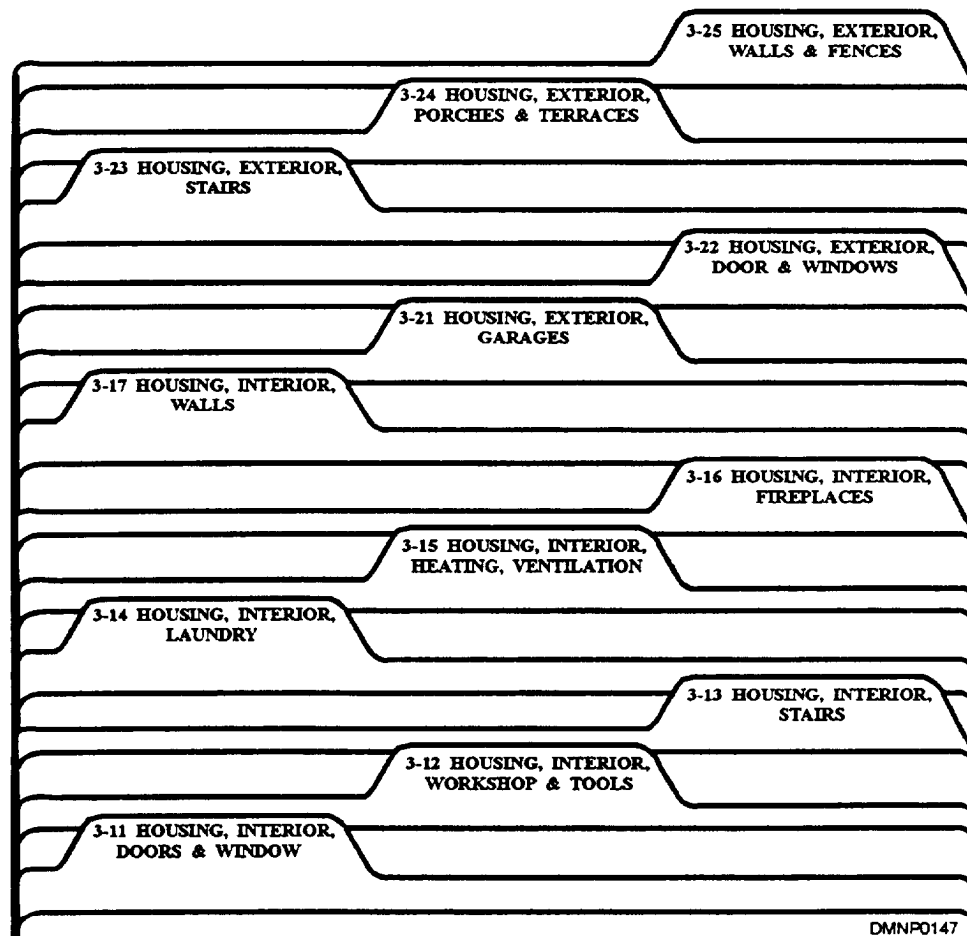 3-25 HOUSING, EXTERIOR,
WALLS & FENCES
3-24 HOUSING, EXTERIOR,
PORCHES & TERRACES
3-23 HOUSING, EXTERIOR,
STAIRS
3-22 HOUSING, EXTERIOR,
DOOR & WINDOWS
3-21 HOUSING, EXTERIOR,
GARAGES
3-17 HOUSING, INTERIOR,
WALLS
3-16 HOUSING, INTERIOR,
FIREPLACES
3-15 HOUSING, INTERIOR,
HEATING, VENTILATION
3-14 HOUSING, INTERIOR,
LAUNDRY
3-13 HOUSING, INTERIOR,
STAIRS
3-12 HOUSING, INTERIOR,
WORKSHOP & TOOLS
3-11 HOUSING, INTERIOR,
DOORS & WINDOW
DMNP0147